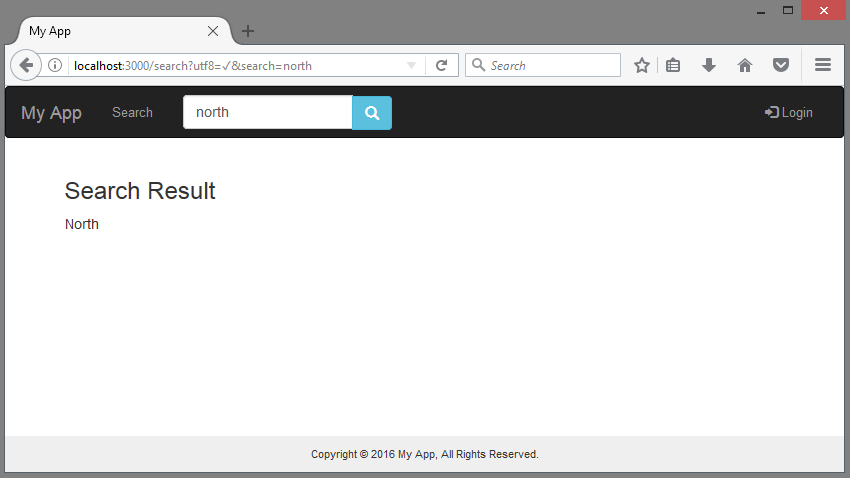 My App
localhost:3000/search?utf8=✓&search=north
Search
My App Search north Login
Search Result
North
Copyright © 2016 My App, All Rights Reserved.